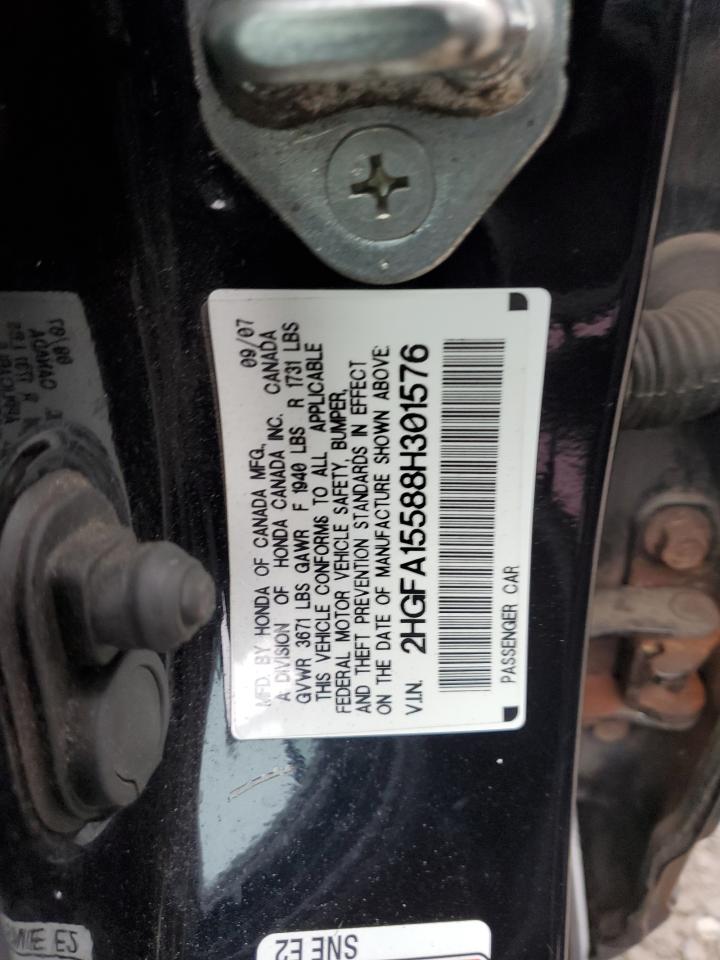 MFD. BY HONDA OF CANADA MFG., 09/07
A DIVISION OF HONDA CANADA INC. CANADA
GVWR 3671 LBS GAWR F 1940 LBS R 1731 LBS
THIS VEHICLE CONFORMS TO ALL APPLICABLE
FEDERAL MOTOR VEHICLE SAFETY, BUMPER,
AND THEFT PREVENTION STANDARDS IN EFFECT
ON THE DATE OF MANUFACTURE SHOWN ABOVE.
V.I.N. 2HGFA15588H301576
PASSENGER CAR
SNE E2